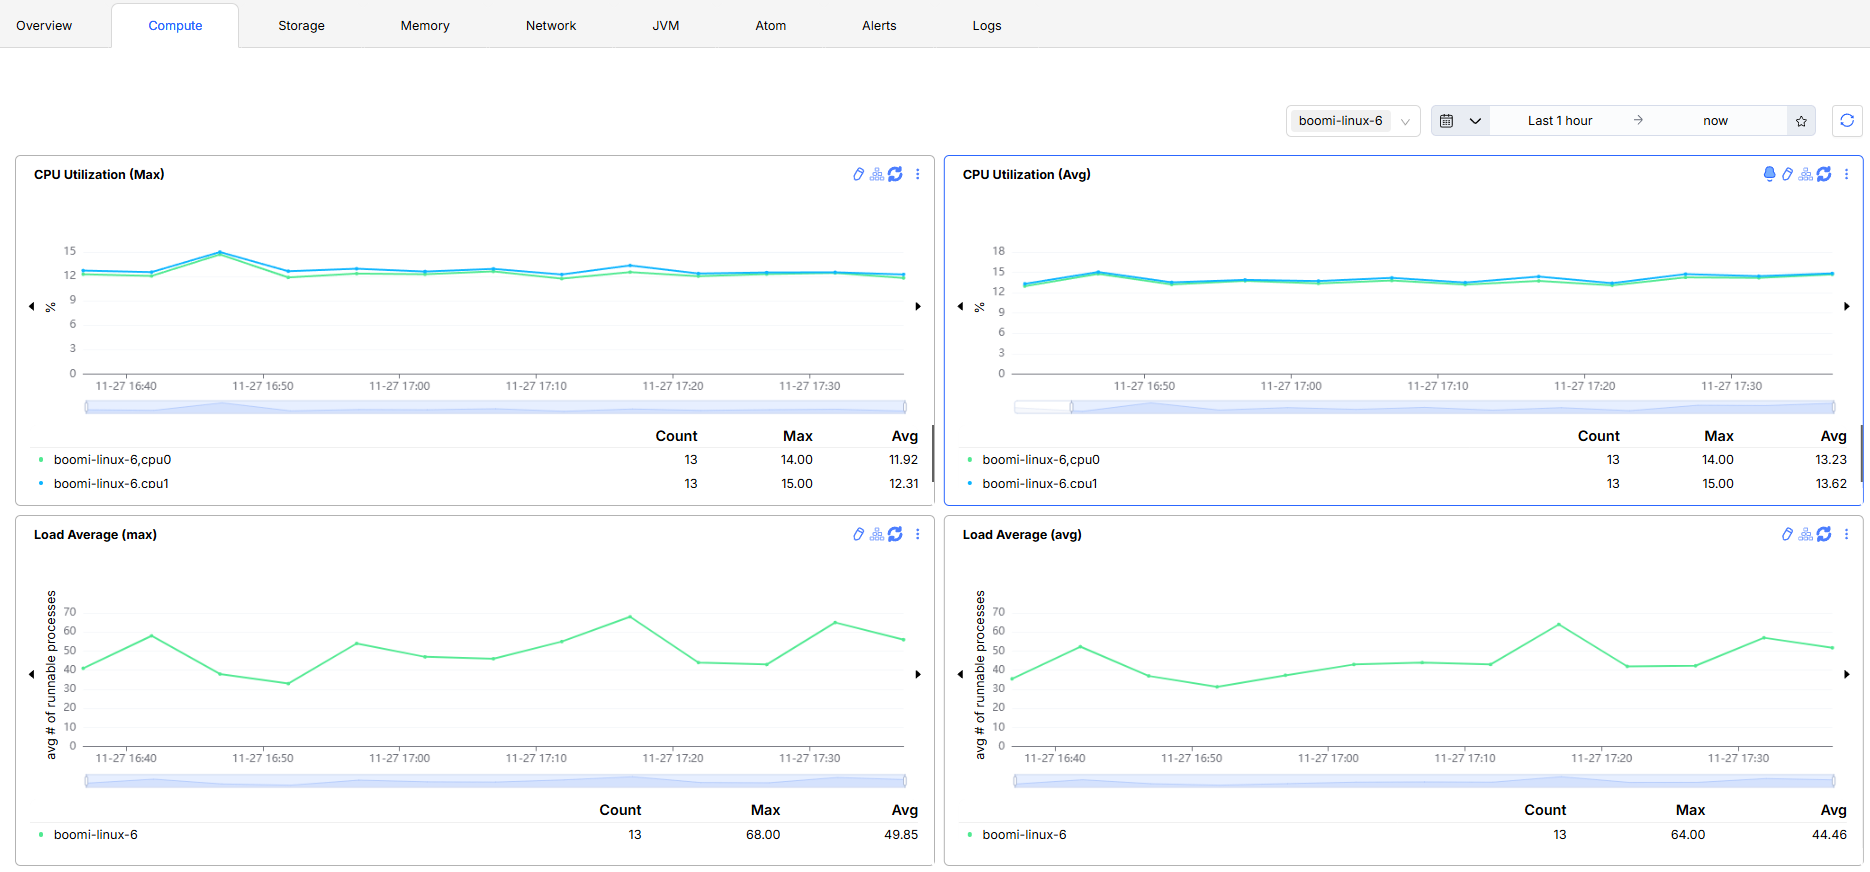 Overview Compute Storage Memory Network JVM Atom Alerts Logs
boomi-linux-6 Last 1 hour → now
CPU Utilization (Max)
15
12
9
6
3
0
%
11-27 16:40 11-27 16:50 11-27 17:00 11-27 17:10 11-27 17:20 11-27 17:30
Count Max Avg
boomi-linux-6,cpu0 13 14.00 11.92
boomi-linux-6,cpu1 13 15.00 12.31
CPU Utilization (Avg)
18
15
12
9
6
3
0
%
11-27 16:50 11-27 17:00 11-27 17:10 11-27 17:20 11-27 17:30
Count Max Avg
boomi-linux-6,cpu0 13 14.00 13.23
boomi-linux-6,cpu1 13 15.00 13.62
Load Average (max)
avg # of runnable processes
70
60
50
40
30
20
10
0
11-27 16:40 11-27 16:50 11-27 17:00 11-27 17:10 11-27 17:20 11-27 17:30
Count Max Avg
boomi-linux-6 13 68.00 49.85
Load Average (avg)
avg # of runnable processes
70
60
50
40
30
20
10
0
11-27 16:40 11-27 16:50 11-27 17:00 11-27 17:10 11-27 17:20 11-27 17:30
Count Max Avg
boomi-linux-6 13 64.00 44.46